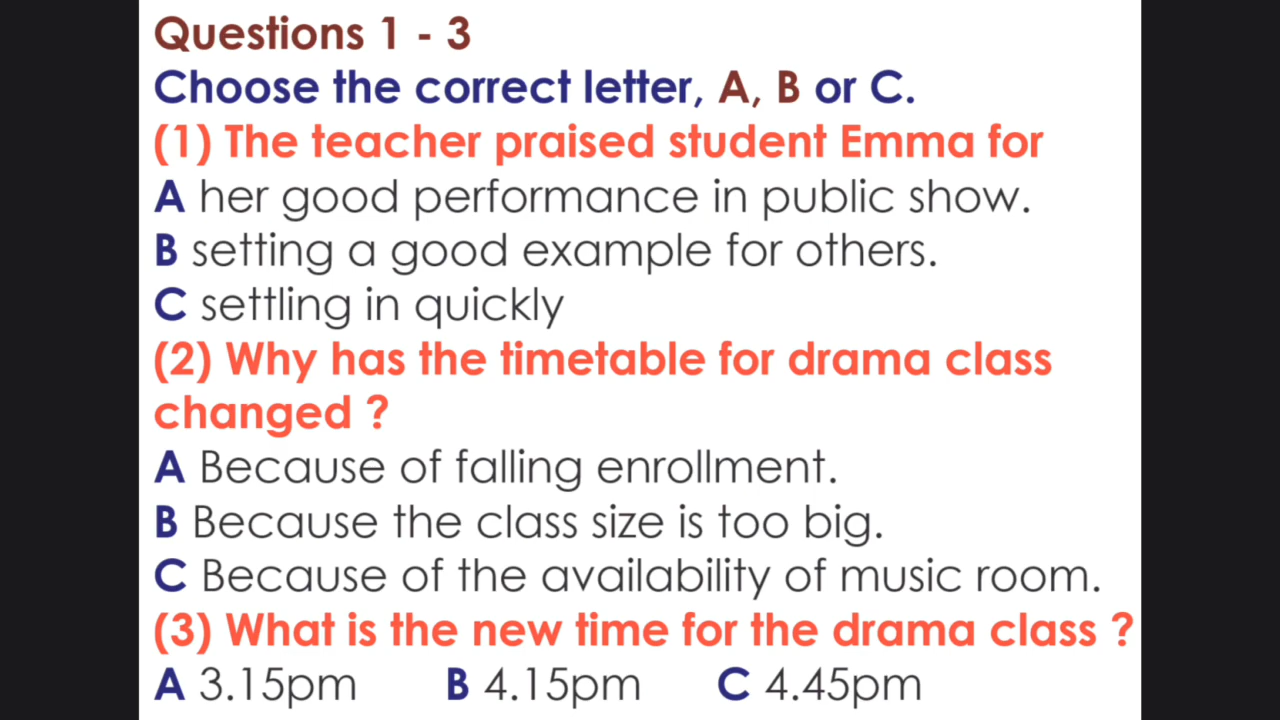 Questions 1 - 3
Choose the correct letter, A, B or C.
(1) The teacher praised student Emma for
A her good performance in public show.
B setting a good example for others.
C settling in quickly
(2) Why has the timetable for drama class
changed ?
A Because of falling enrollment.
B Because the class size is too big.
C Because of the availability of music room.
(3) What is the new time for the drama class ?
A 3.15pm B 4.15pm C 4.45pm